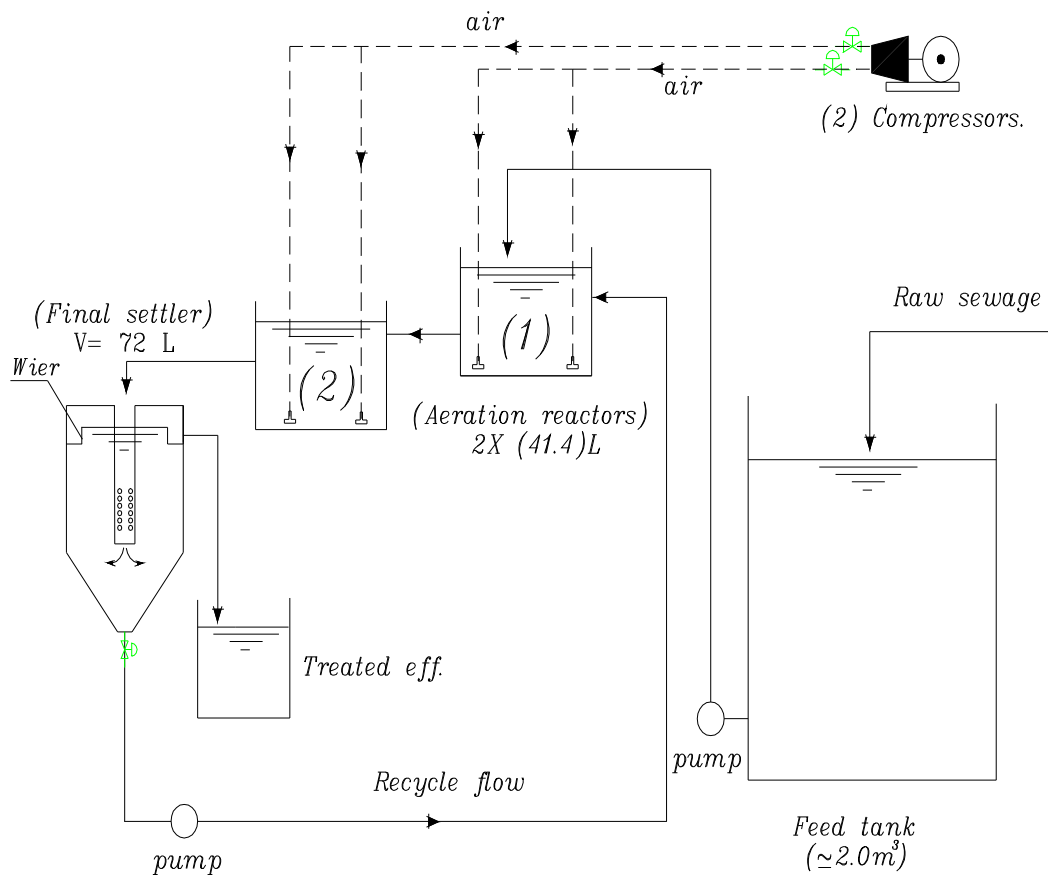 air
air
(2) Compressors.
Raw sewage
(Final settler)
V= 72 L
Wier
(1)
(2)
(Aeration reactors)
2X (41.4)L
Treated eff.
pump
Recycle flow
pump
Feed tank
(≃2.0m³)